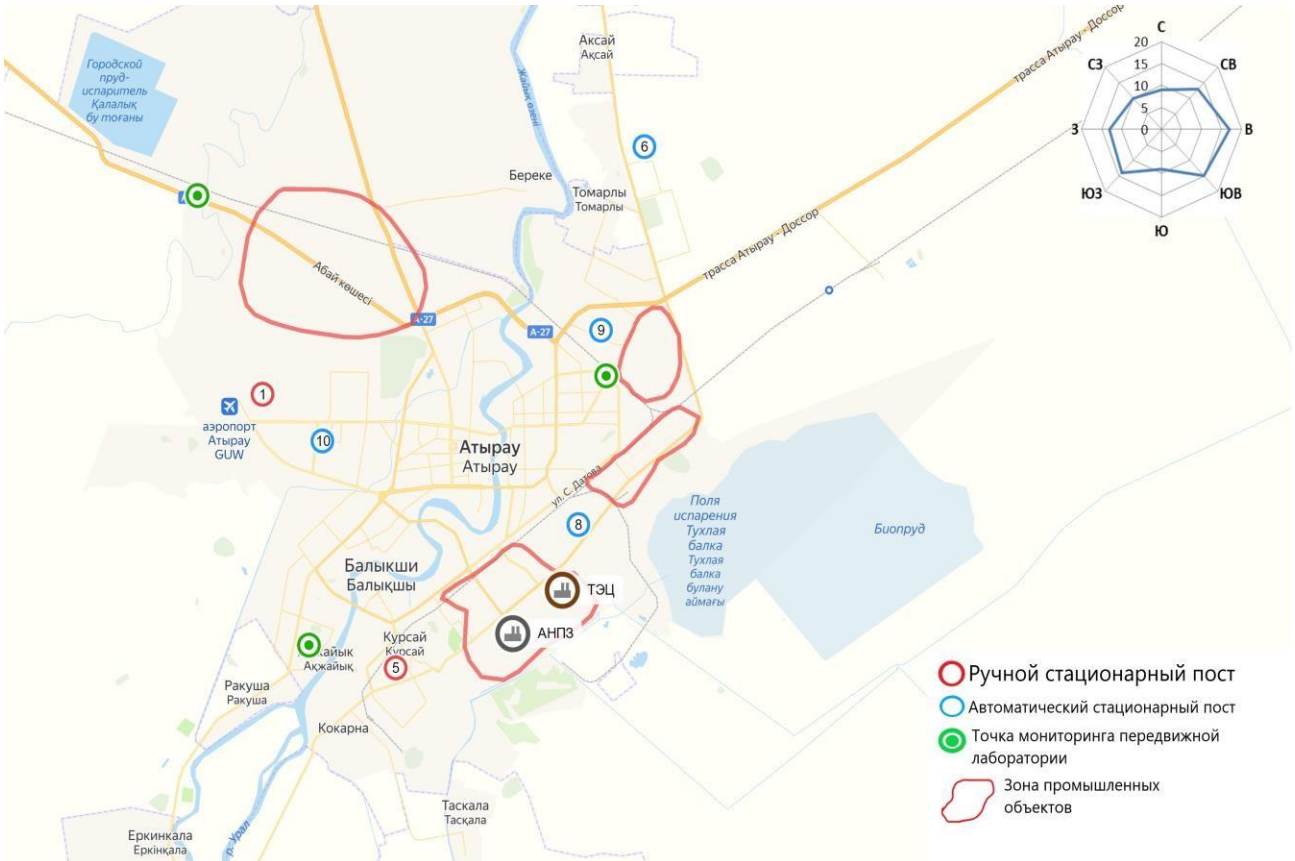 Городской
пруд-
испаритель
Қалалық
бу тоғаны
Аксай
Ақсай
Жайық өзені
трасса Атырау - Доссор
С
СВ
В
ЮВ
Ю
ЮЗ
З
СЗ
20
15
10
5
0
6
Береке
Томарлы
Томарлы
трасса Атырау - Доссор
Абай көшесі
А-27
А-27
9
1
аэропорт
Атырау
GUW
10
Атырау
Атырау
ул. С. Датова
8
Поля
испарения
Тухлая
балка
Тухлая
балка
булану
аймағы
Биопруд
Балыкши
Балықшы
ТЭЦ
АНПЗ
Курсай
Курсай
5
Ақжайық
Ракуша
Ракуша
Кокарна
Таскала
Тасқала
Еркинкала
Еркінқала
р. Урал
Ручной стационарный пост
Автоматический стационарный пост
Точка мониторинга передвижной
лаборатории
Зона промышленных
объектов